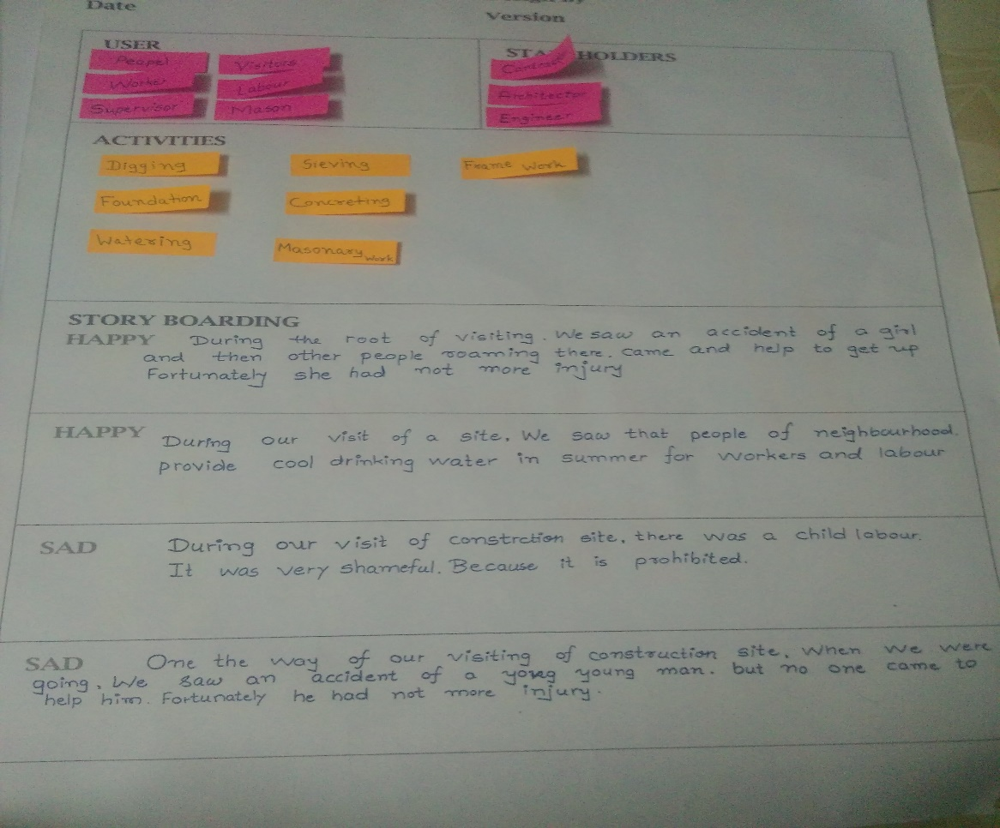 Date
Version
USER
STA HOLDERS
Peopel
Visitors
Worker
Labour
Supervisor
Mason
Contract
Architector
Engineer
ACTIVITIES
Digging
Sieving
Frame Work
Foundation
Concreting
Watering
Masonary Work
STORY BOARDING
HAPPY During the root of visiting. We saw an accident of a girl
and then other people roaming there. came and help to get up
Fortunately she had not more injury
HAPPY During our visit of a site, We saw that people of neighbourhood.
provide cool drinking water in summer for workers and labour
SAD During our visit of constrction site, there was a child labour.
It was very shameful. Because it is prohibited.
SAD One the way of our visiting of construction site, When We were
going, We saw an accident of a young man. but no one came to
help him. Fortunately he had not more injury.